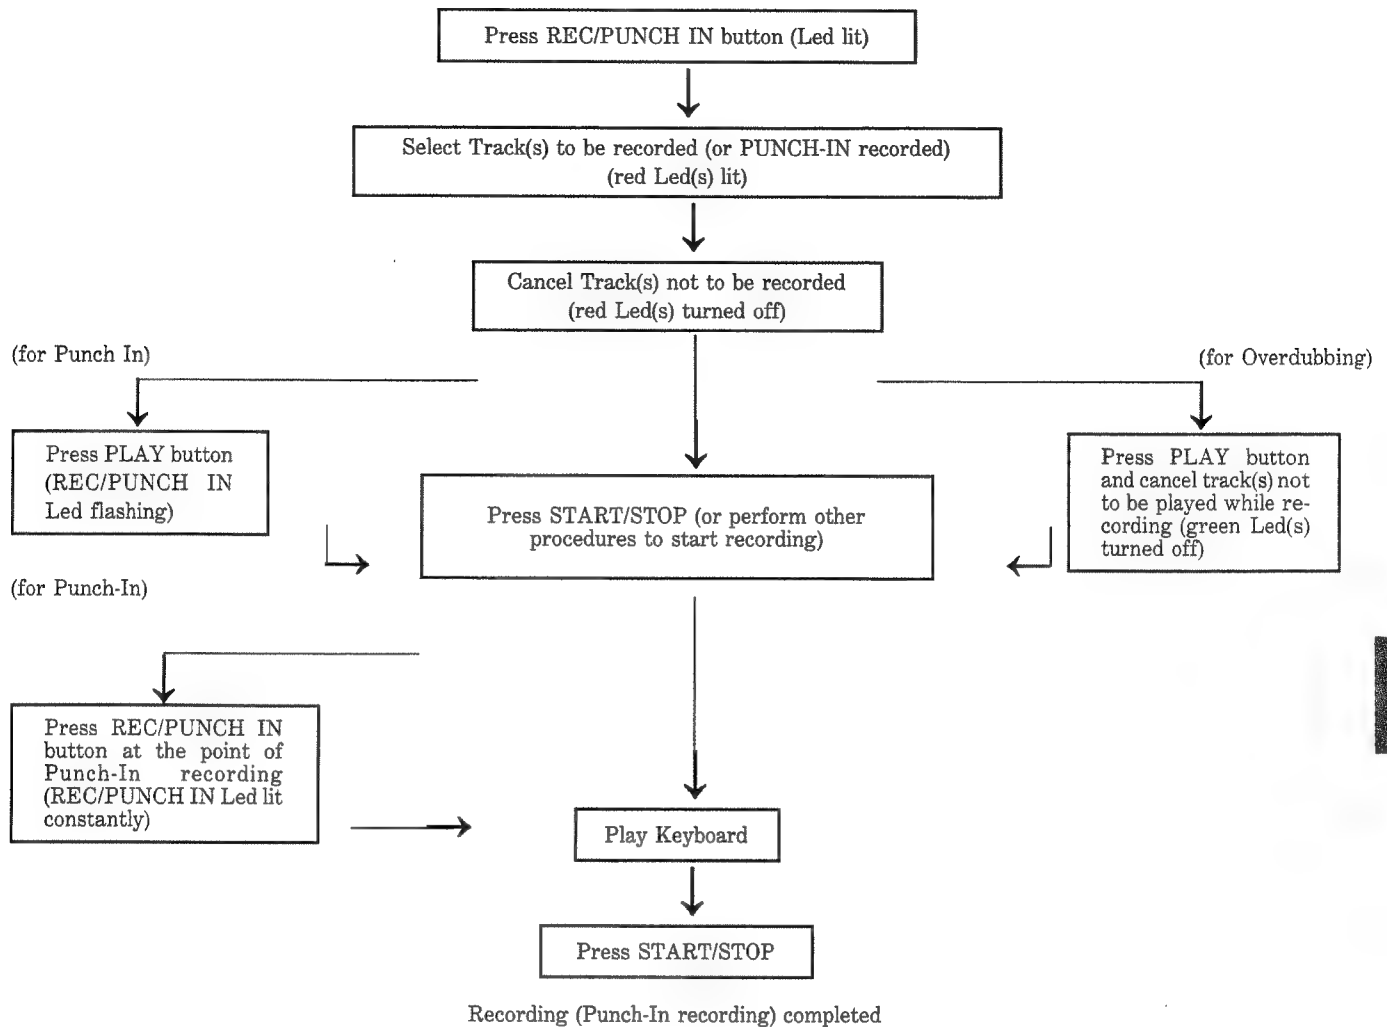 Press REC/PUNCH IN button (Led lit)
Select Track(s) to be recorded (or PUNCH-IN recorded)
(red Led(s) lit)
Cancel Track(s) not to be recorded
(red Led(s) turned off)
(for Punch In)
(for Overdubbing)
Press PLAY button
(REC/PUNCH IN
Led flashing)
Press START/STOP (or perform other
procedures to start recording)
Press PLAY button
and cancel track(s) not
to be played while re-
cording (green Led(s)
turned off)
(for Punch-In)
Press REC/PUNCH IN
button at the point of
Punch-In recording
(REC/PUNCH IN Led lit
constantly)
Play Keyboard
Press START/STOP
Recording (Punch-In recording) completed